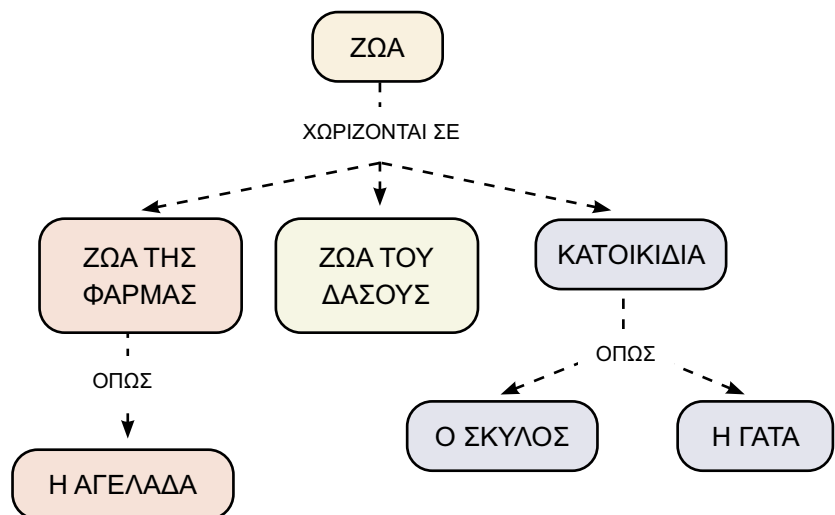 ΖΩΑ
ΧΩΡΙΖΟΝΤΑΙ ΣΕ
ΖΩΑ ΤΗΣ
ΦΑΡΜΑΣ
ΖΩΑ ΤΟΥ
ΔΑΣΟΥΣ
ΚΑΤΟΙΚΙΔΙΑ
ΟΠΩΣ
ΟΠΩΣ
Η ΑΓΕΛΑΔΑ
Ο ΣΚΥΛΟΣ
Η ΓΑΤΑ